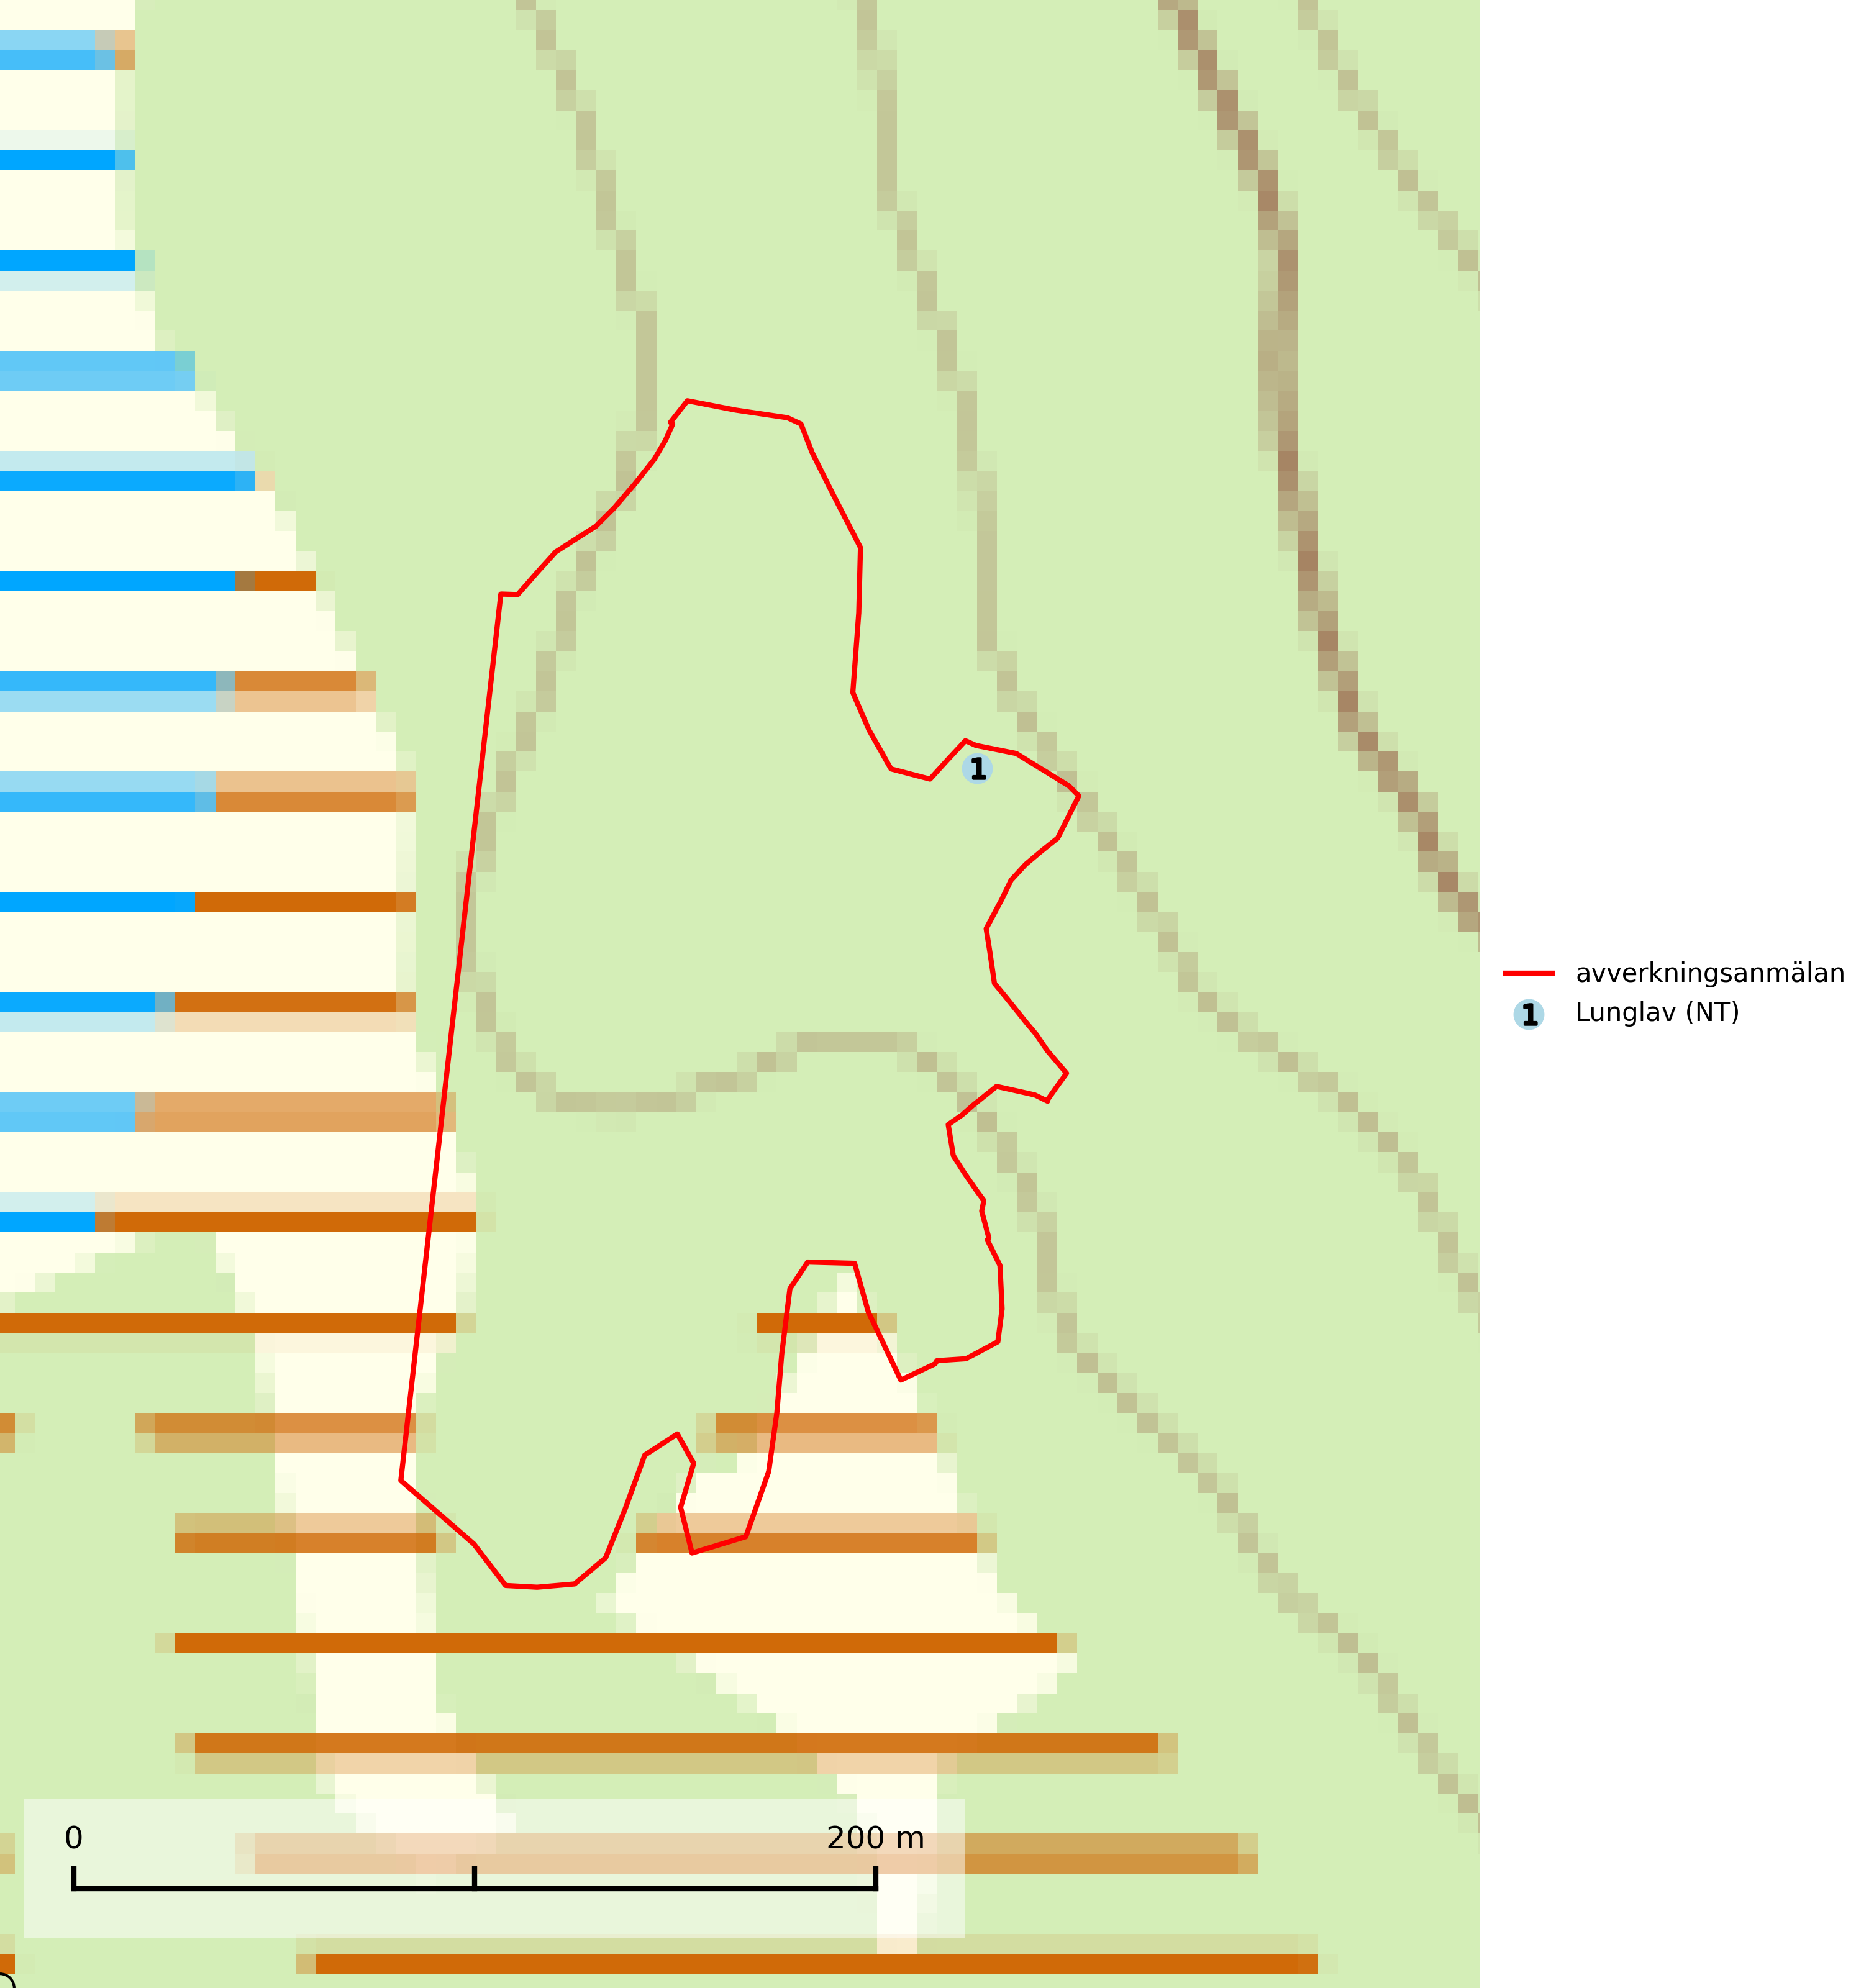 1
avverkningsanmälan
1 Lunglav (NT)
0 200 m